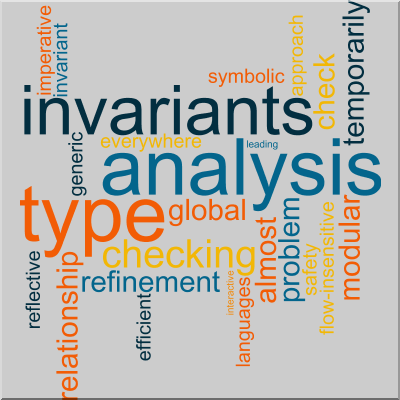 imperative
invariant
symbolic
approach
check
temporarily
invariants
everywhere
leading
generic
analysis
type
global
checking
refinement
almost
problem
safety
flow-insensitive
modular
reflective
relationship
efficient
interactive
languages